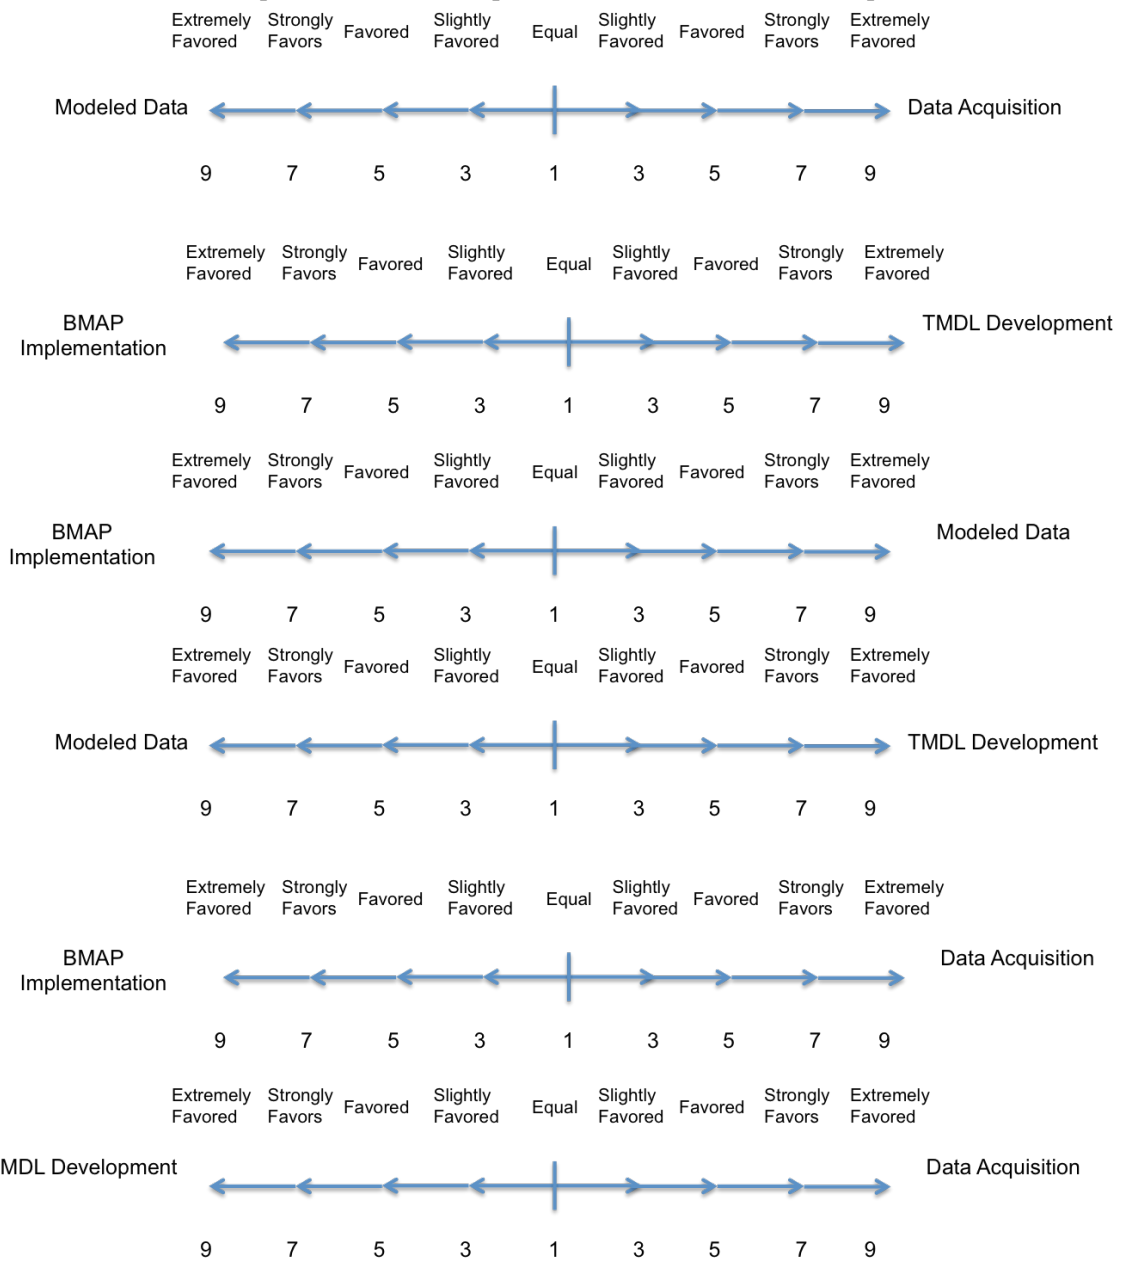 Extremely Favored Strongly Favors Favored Slightly Favored Equal Slightly Favored Favored Strongly Favors Extremely Favored
Modeled Data Data Acquisition
9 7 5 3 1 3 5 7 9
Extremely Favored Strongly Favors Favored Slightly Favored Equal Slightly Favored Favored Strongly Favors Extremely Favored
BMAP Implementation TMDL Development
9 7 5 3 1 3 5 7 9
Extremely Favored Strongly Favors Favored Slightly Favored Equal Slightly Favored Favored Strongly Favors Extremely Favored
BMAP Implementation Modeled Data
9 7 5 3 1 3 5 7 9
Extremely Favored Strongly Favors Favored Slightly Favored Equal Slightly Favored Favored Strongly Favors Extremely Favored
Modeled Data TMDL Development
9 7 5 3 1 3 5 7 9
Extremely Favored Strongly Favors Favored Slightly Favored Equal Slightly Favored Favored Strongly Favors Extremely Favored
BMAP Implementation Data Acquisition
9 7 5 3 1 3 5 7 9
Extremely Favored Strongly Favors Favored Slightly Favored Equal Slightly Favored Favored Strongly Favors Extremely Favored
MDL Development Data Acquisition
9 7 5 3 1 3 5 7 9